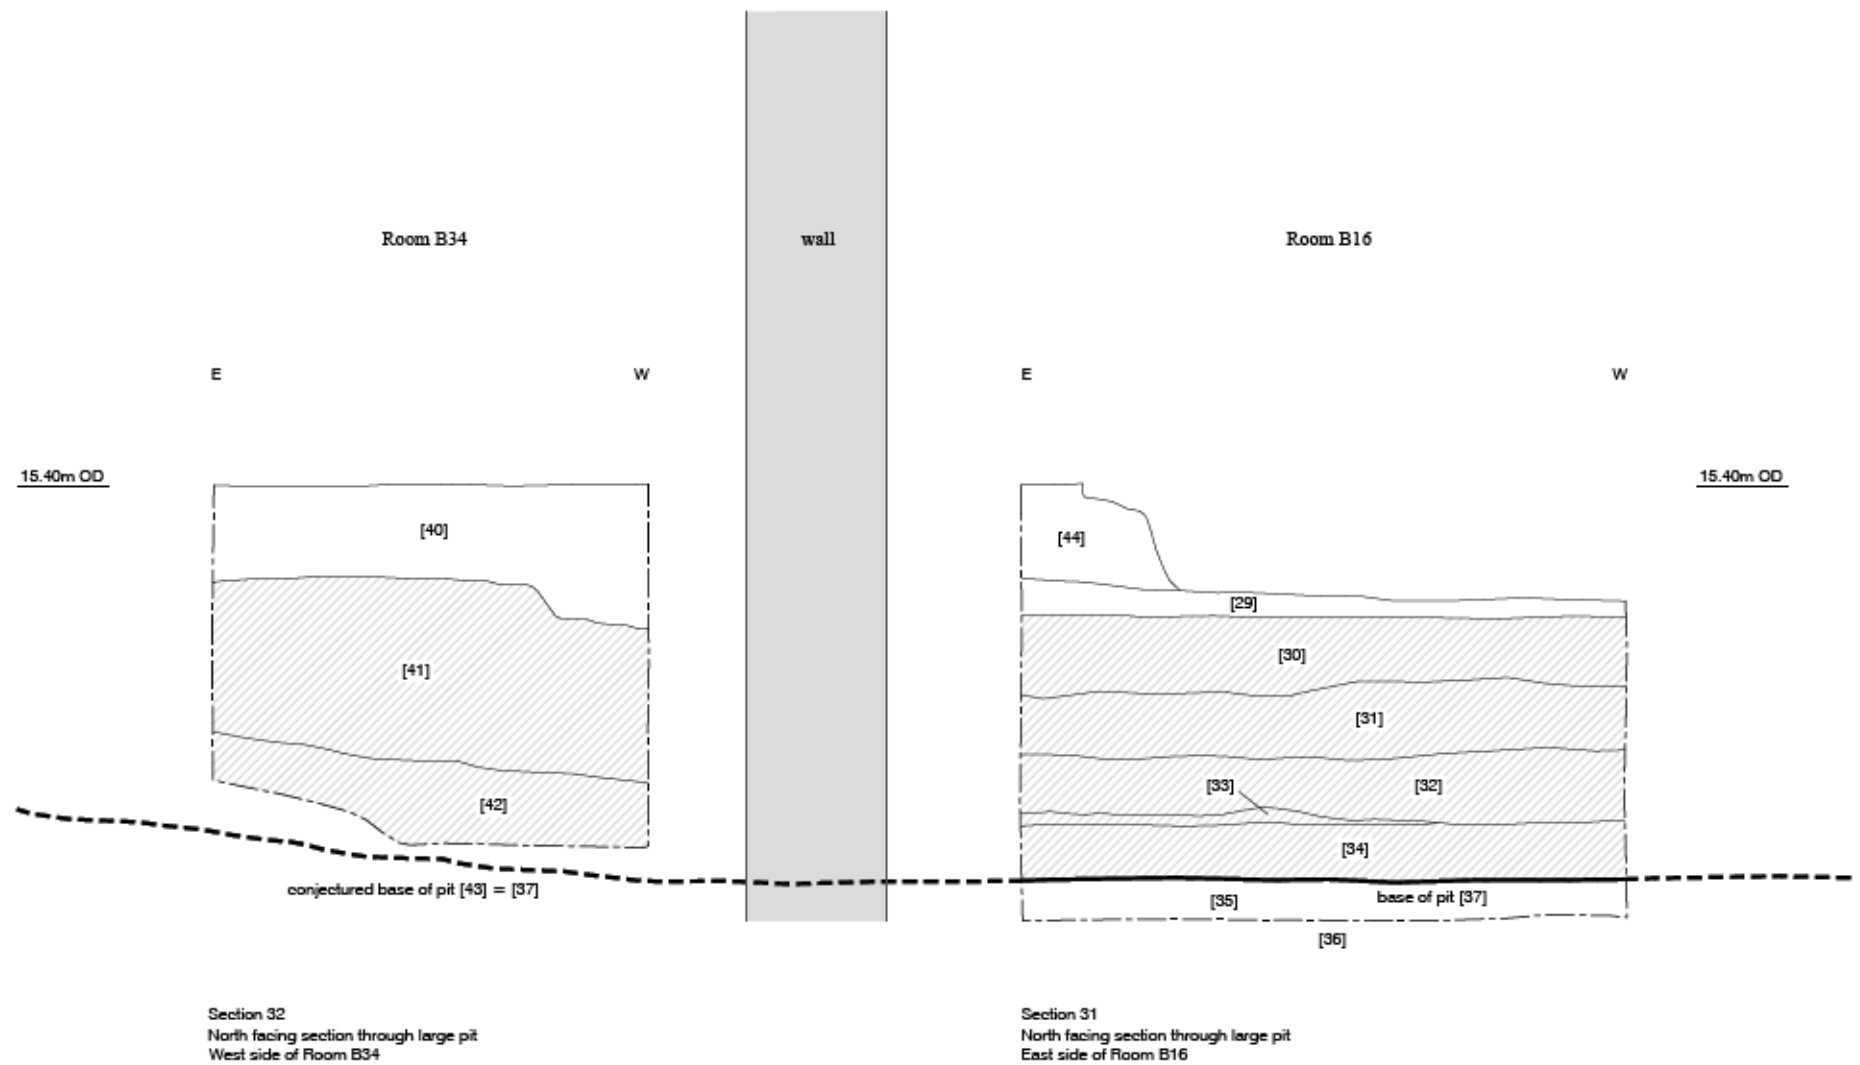 Room B34
wall
Room B16
E
W
E
W
15.40m OD
15.40m OD
[40]
[44]
[29]
[41]
[30]
[31]
[42]
[33]
[32]
[34]
conjectured base of pit [43] = [37]
[35]
base of pit [37]
[36]
Section 32
North facing section through large pit
West side of Room B34
Section 31
North facing section through large pit
East side of Room B16